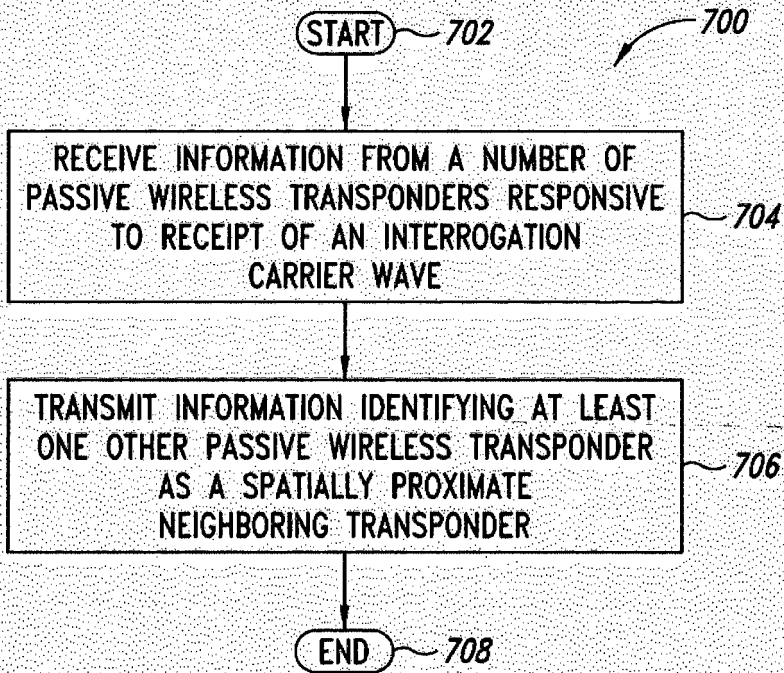 START 702
700
RECEIVE INFORMATION FROM A NUMBER OF
PASSIVE WIRELESS TRANSPONDERS RESPONSIVE
TO RECEIPT OF AN INTERROGATION
CARRIER WAVE
704
TRANSMIT INFORMATION IDENTIFYING AT LEAST
ONE OTHER PASSIVE WIRELESS TRANSPONDER
AS A SPATIALLY PROXIMATE
NEIGHBORING TRANSPONDER
706
END 708